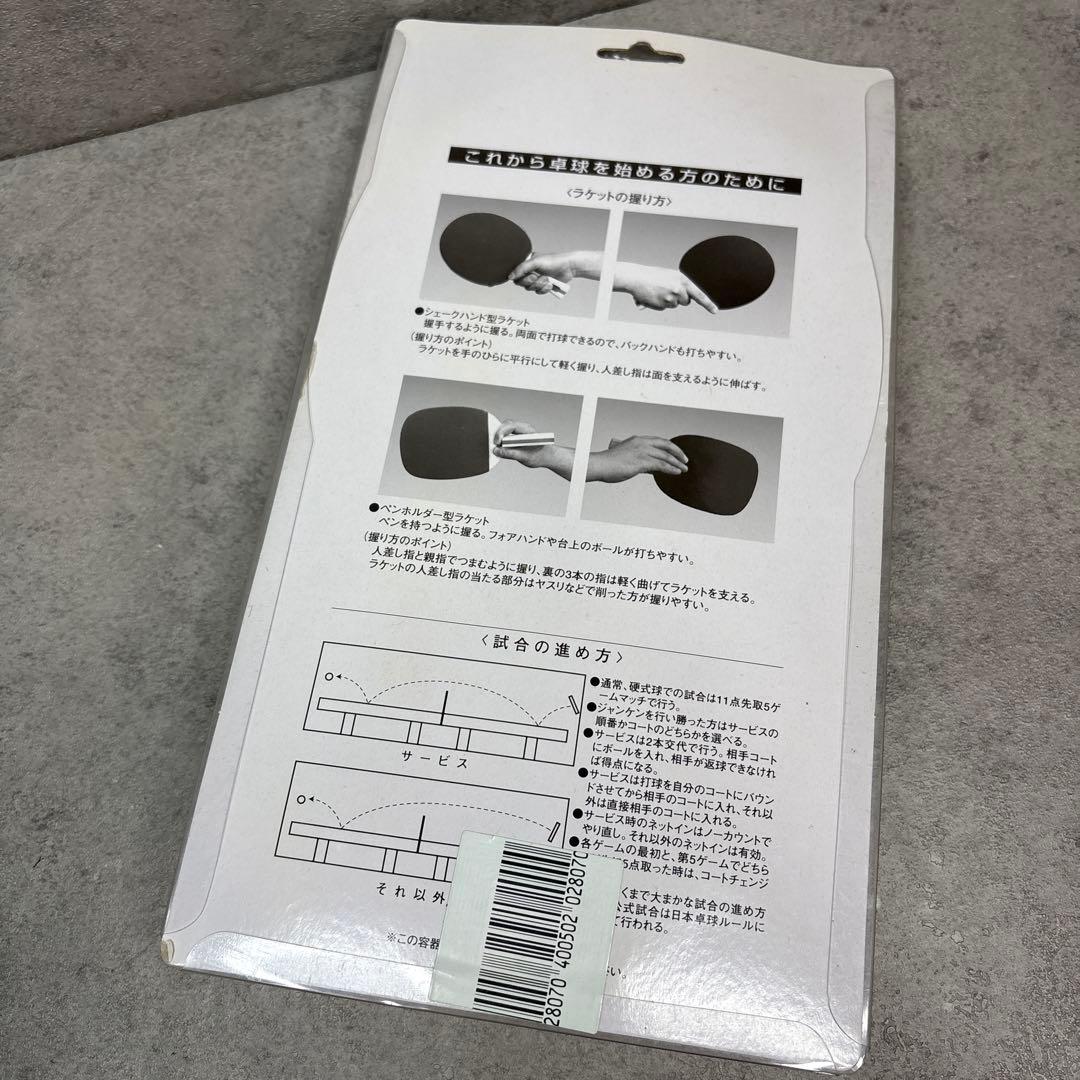 これから卓球を始める方のために
〈ラケットの握り方〉
●シェークハンド型ラケット
握手するように握る。両面で打球できるので、バックハンドも打ちやすい。
(握り方のポイント)
ラケットを手のひらに平行にして軽く握り、人差し指は面を支えるように伸ばす。
●ペンホルダー型ラケット
ペンを持つように握る。フォアハンドや台上のボールが打ちやすい。
(握り方のポイント)
人差し指と親指でつまむように握り、裏の3本の指は軽く曲げてラケットを支える。
ラケットの人差し指の当たる部分はヤスリなどで削った方が握りやすい。
〈試合の進め方〉
サービス
それ以外
●通常、硬式球での試合は11点先取5ゲ
ームマッチで行う。
●ジャンケンを行い勝った方はサービスの
順番かコートのどちらかを選べる。
●サービスは2本交代で行う。相手コート
にボールを入れ、相手が返球できなけれ
ば得点になる。
●サービスは打球を自分のコートにバウン
ドさせてから相手のコートに入れ、それ以
外は直接相手のコートに入れる。
●サービス時のネットインはノーカウントで
やり直し。それ以外のネットインは有効。
●各ゲームの最初と、第5ゲームでどちら
5点取った時は、コートチェンジ
くまで大まかな試合の進め方
公式試合は日本卓球ルールに
て行われる。
※この容器
い。
28070 400502 028070